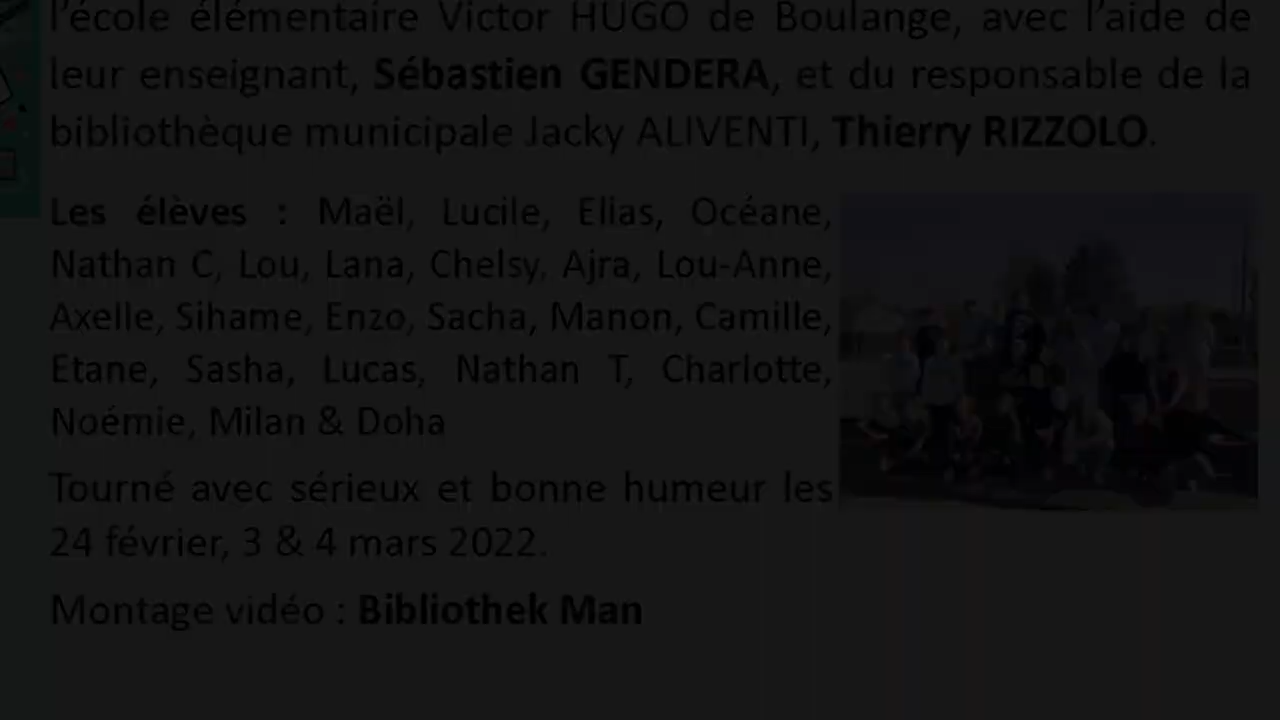 l'école élémentaire Victor HUGO de Boulange, avec l'aide de
leur enseignant, Sébastien GENDERA, et du responsable de la
bibliothèque municipale Jacky ALIVENTI, Thierry RIZZOLO.
Les élèves : Maël, Lucile, Elias, Océane,
Nathan C, Lou, Lana, Chelsy, Ajra, Lou-Anne,
Axelle, Sihame, Enzo, Sacha, Manon, Camille,
Etane, Sasha, Lucas, Nathan T, Charlotte,
Noémie, Milan & Doha
Tourné avec sérieux et bonne humeur les
24 février, 3 & 4 mars 2022.
Montage vidéo : Bibliothek Man